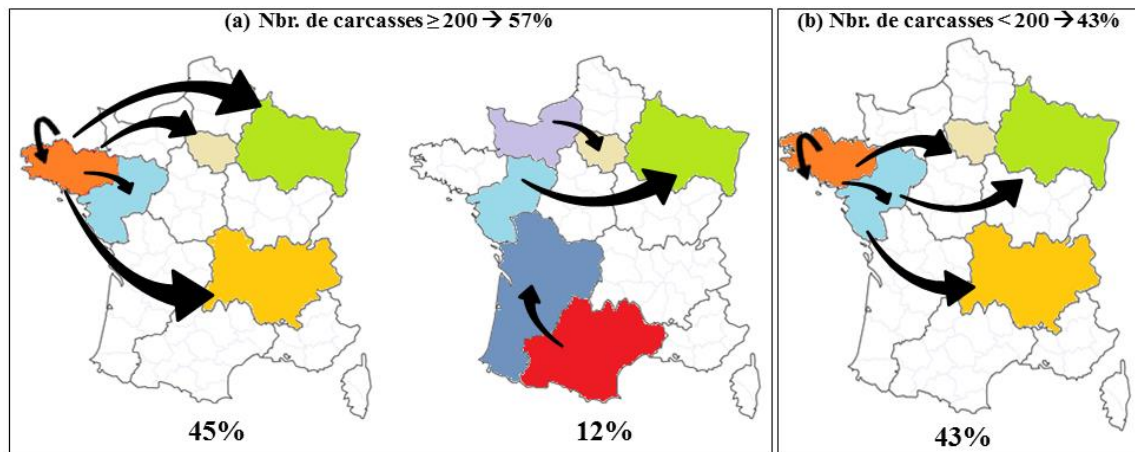 (a) Nbr. de carcasses ≥ 200 → 57%
(b) Nbr. de carcasses < 200 → 43%
45%
12%
43%